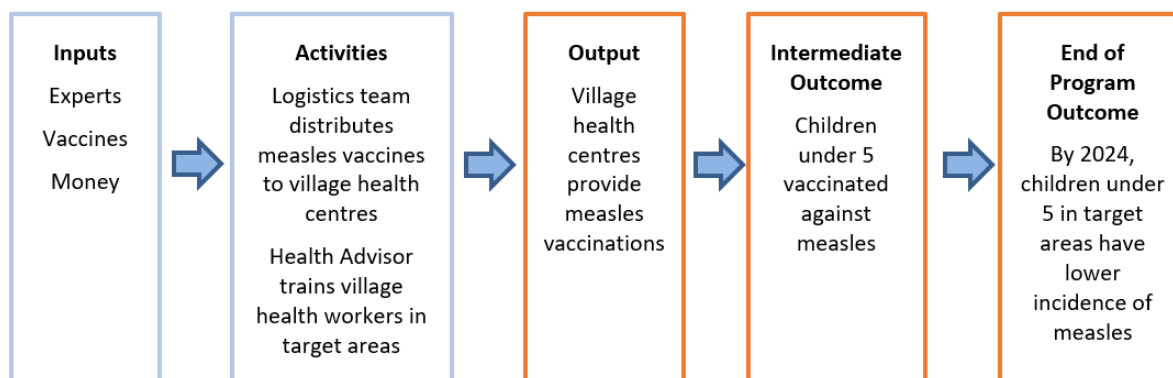 Inputs
Experts
Vaccines
Money
Activities
Logistics team
distributes
measles vaccines
to village health
centres
Health Advisor
trains village
health workers in
target areas
Output
Village
health
centres
provide
measles
vaccinations
Intermediate
Outcome
Children
under 5
vaccinated
against
measles
End of
Program
Outcome
By 2024,
children under
5 in target
areas have
lower
incidence of
measles